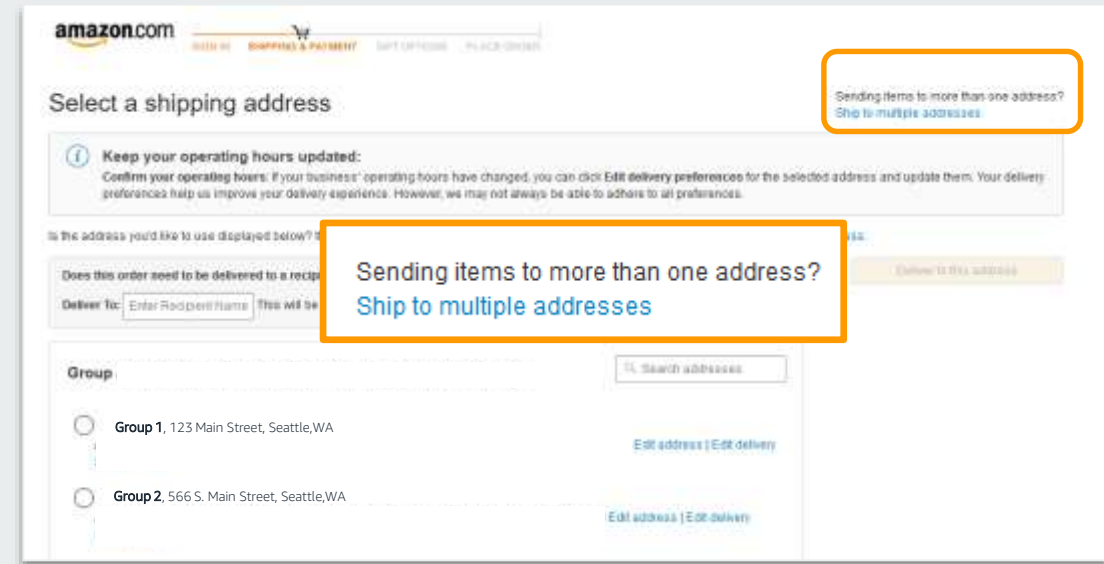 amazon.com
SIGN IN SHIPPING & PAYMENT GIFT OPTIONS PLACE ORDER
Select a shipping address
Sending items to more than one address?
Ship to multiple addresses
Keep your operating hours updated:
Confirm your operating hours: If your business' operating hours have changed, you can click Edit delivery preferences for the selected address and update them. Your delivery
preferences help us improve your delivery experience. However, we may not always be able to adhere to all preferences.
Is the address you'd like to use displayed below?
Does this order need to be delivered to a
Deliver to this address
Deliver To: Enter Recipient Name This will be
Sending items to more than one address?
Ship to multiple addresses
Group
Search addresses
Group 1, 123 Main Street, Seattle,WA
Edit address | Edit delivery
Group 2, 566 S. Main Street, Seattle,WA
Edit address | Edit delivery